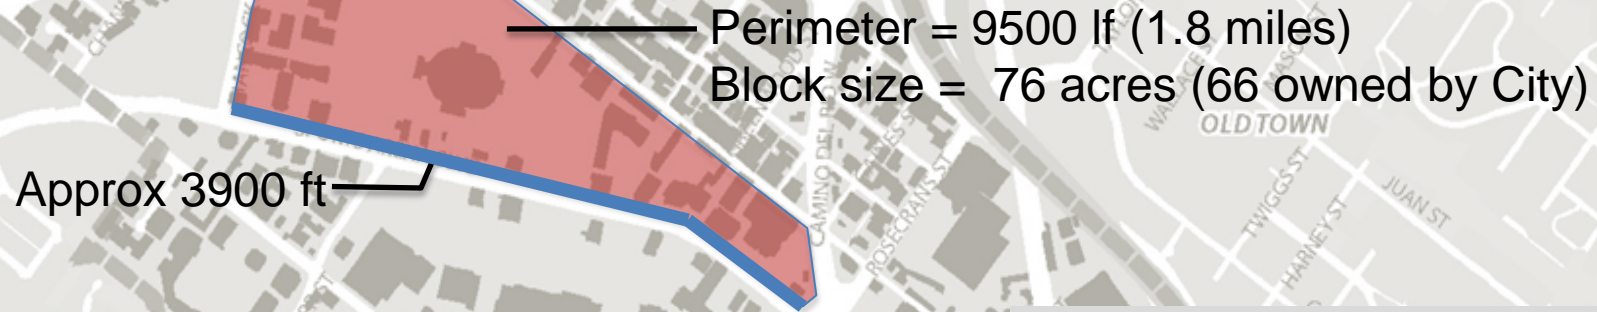 Perimeter = 9500 lf (1.8 miles)
Block size = 76 acres (66 owned by City)
OLD TOWN
Approx 3900 ft
CAMINO DEL RIO
ROSECRANS ST
TWIGGS ST
JUAN ST
HARNEY ST